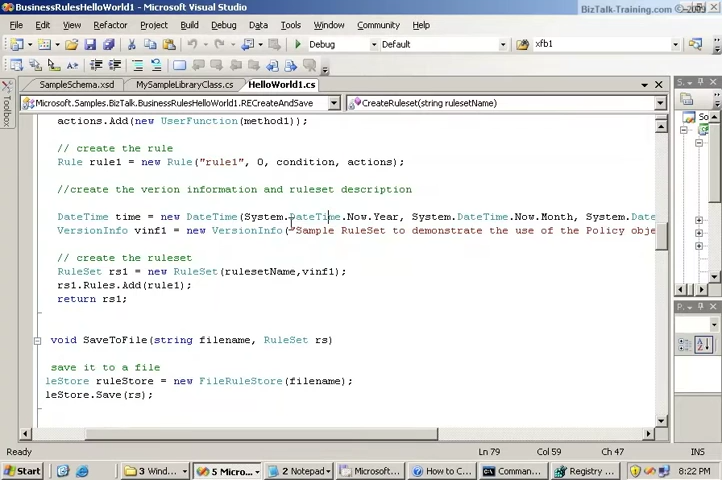 BusinessRulesHelloWorld1 - Microsoft Visual Studio
BizTalk-Training.com © 2009
File Edit View Refactor Project Build Debug Data Tools Window Community Help
Debug Default xfb1
SampleSchema.xsd MySampleLibraryClass.cs HelloWorld1.cs
Microsoft.Samples.BizTalk.BusinessRulesHelloWorld1.RECreateAndSave CreateRuleset(string rulesetName)
Toolbox
S...
So
P...
actions.Add(new UserFunction(method1));
// create the rule
Rule rule1 = new Rule("rule1", 0, condition, actions);
//create the verion information and ruleset description
DateTime time = new DateTime(System.DateTime.Now.Year, System.DateTime.Now.Month, System.Date
VersionInfo vinf1 = new VersionInfo("Sample RuleSet to demonstrate the use of the Policy obje
// create the ruleset
RuleSet rs1 = new RuleSet(rulesetName,vinf1);
rs1.Rules.Add(rule1);
return rs1;
void SaveToFile(string filename, RuleSet rs)
save it to a file
leStore ruleStore = new FileRuleStore(filename);
leStore.Save(rs);
Ready Ln 79 Col 59 Ch 47 INS
Start 3 Wind... 5 Micro... 2 Notepad Microsoft... How to C... Comman... Registry ... 8:22 PM